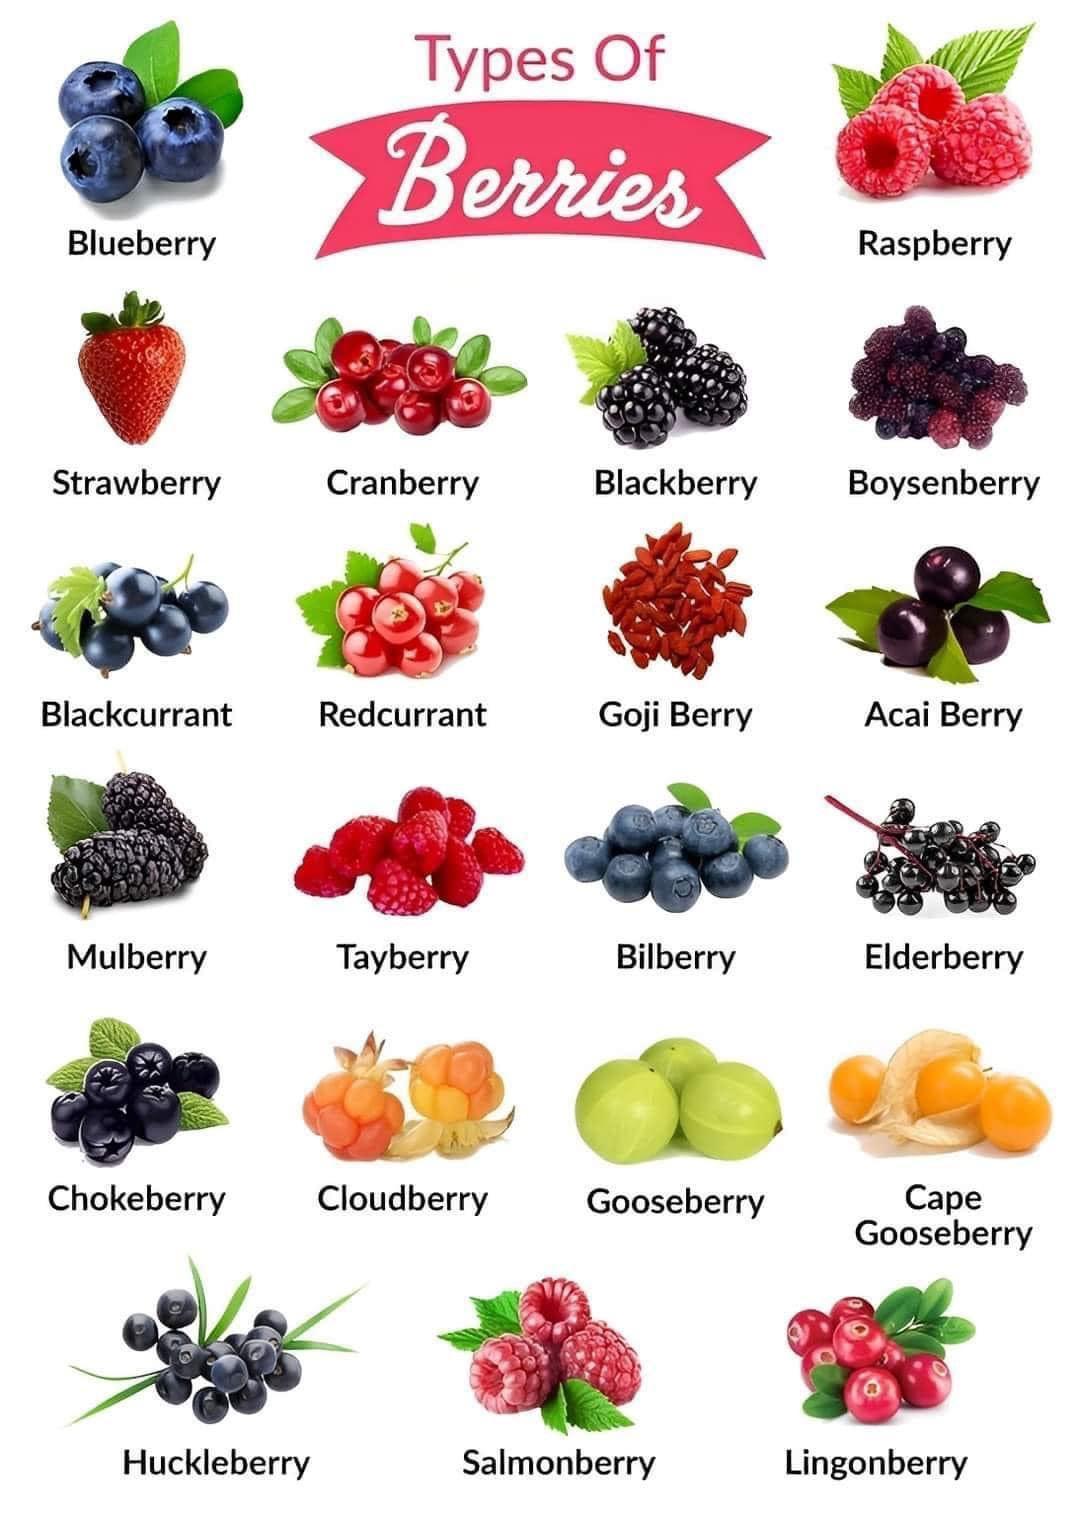 Types Of
Berries
Blueberry
Raspberry
Strawberry
Cranberry
Blackberry
Boysenberry
Blackcurrant
Redcurrant
Goji Berry
Acai Berry
Mulberry
Tayberry
Bilberry
Elderberry
Chokeberry
Cloudberry
Gooseberry
Cape
Gooseberry
Huckleberry
Salmonberry
Lingonberry